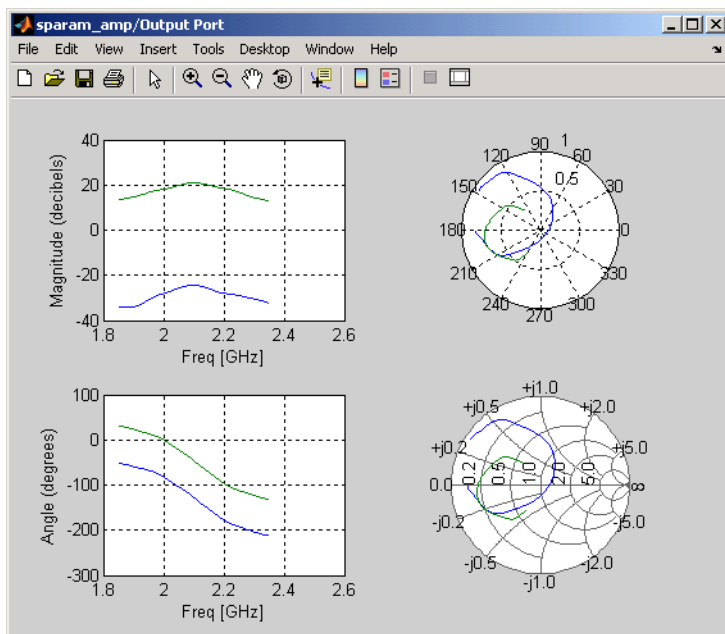 sparam_amp/Output Port
File Edit View Insert Tools Desktop Window Help
40
20
0
-20
-40
1.8 2 2.2 2.4 2.6
Magnitude (decibels)
Freq [GHz]
90 1
120 60
0.5
150 30
180 0
210 330
240 300
270
100
0
-100
-200
-300
1.8 2 2.2 2.4 2.6
Angle (degrees)
Freq [GHz]
+j1.0
+j0.5 +j2.0
+j0.2 +j5.0
0.0 0.2 0.5 1.0 2.0 5.0 ∞
-j0.2 -j5.0
-j0.5 -j2.0
-j1.0